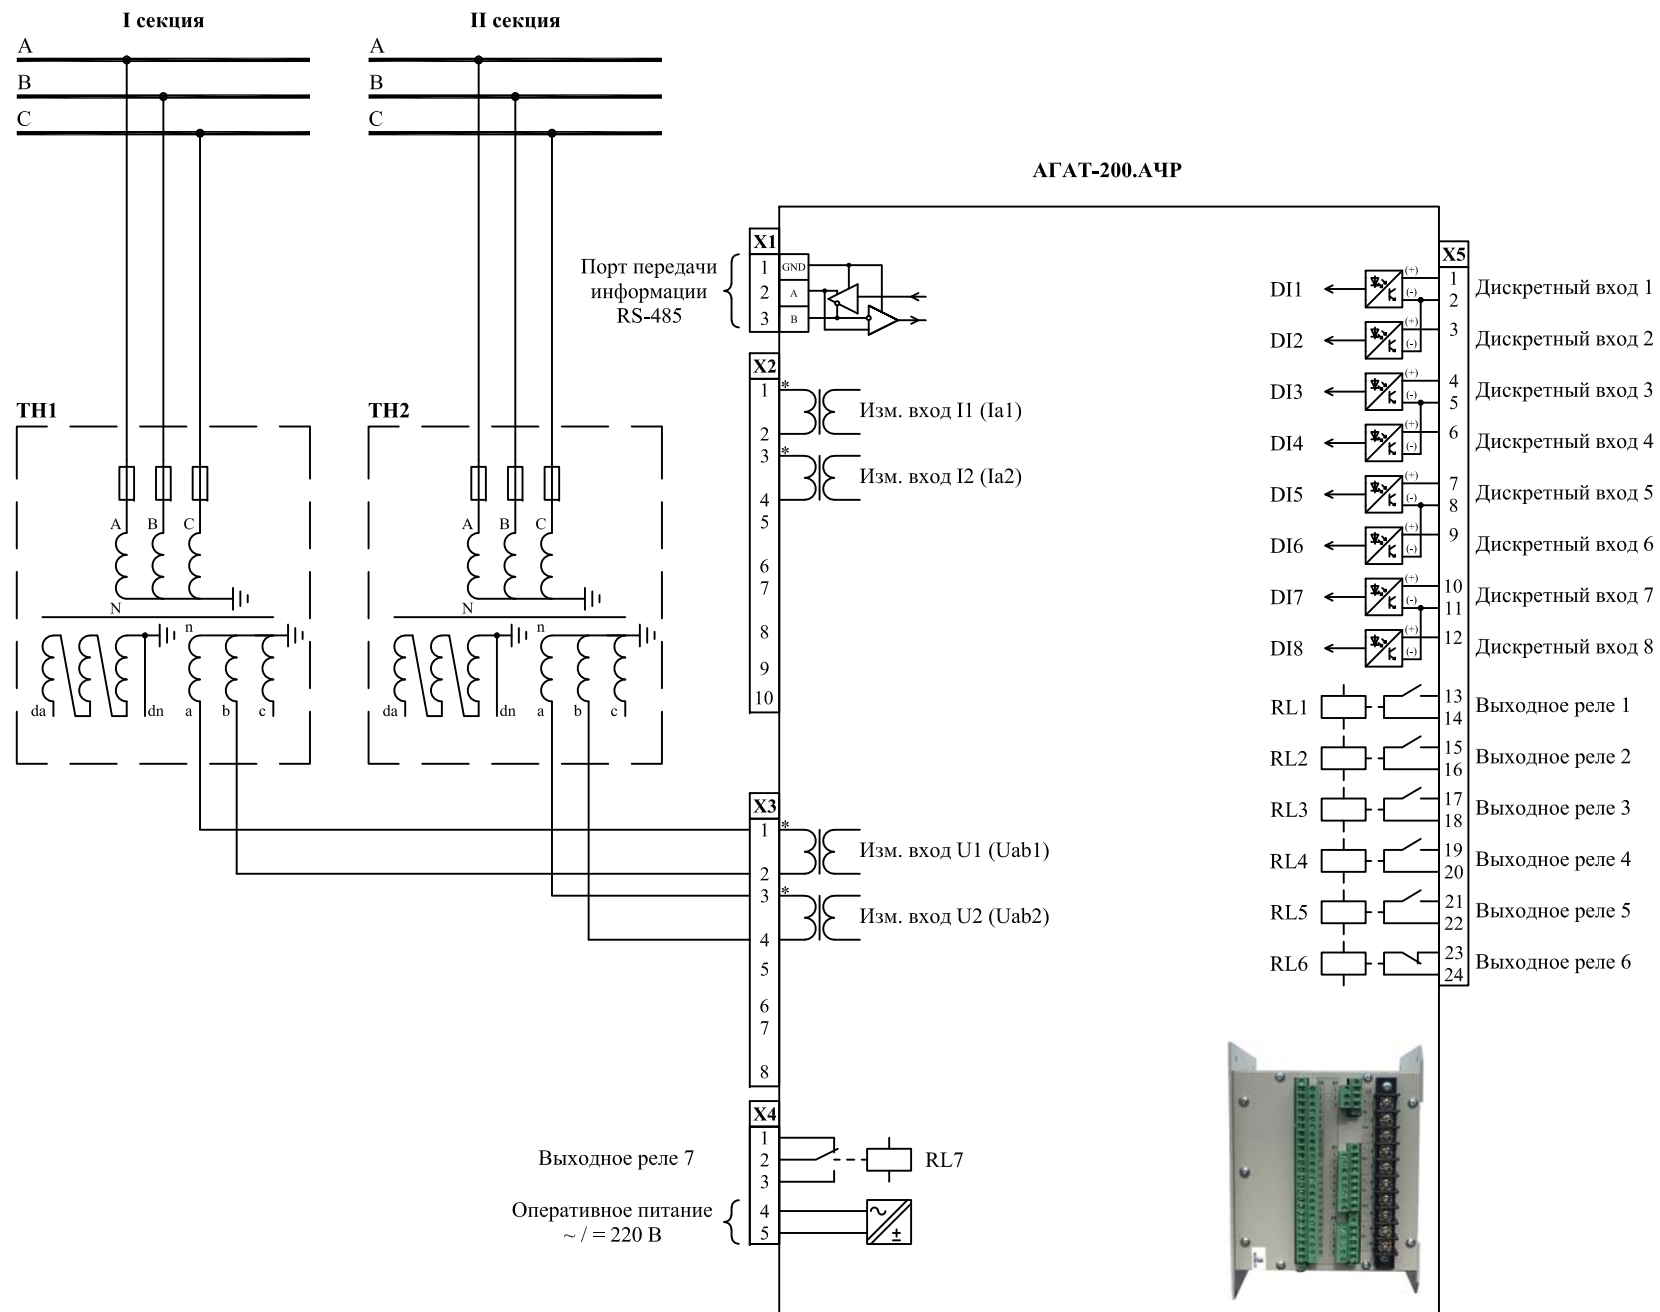 I секция
II секция
A
B
C
A
B
C
АГАТ-200.АЧР
ТН1
A
B
C
N
n
da
dn
a
b
c
ТН2
A
B
C
N
n
da
dn
a
b
c
Порт передачи
информации
RS-485
X1
1 GND
2 A
3 B
X2
1 *
2
3 *
4
5
6
7
8
9
10
Изм. вход I1 (Ia1)
Изм. вход I2 (Ia2)
X3
1 *
2
3 *
4
5
6
7
8
Изм. вход U1 (Uab1)
Изм. вход U2 (Uab2)
X4
1
2
3
4
5
Выходное реле 7
RL7
Оперативное питание
~ / = 220 В
X5
DI1 (+) 1 Дискретный вход 1
(-) 2
DI2 (+) 3 Дискретный вход 2
(-)
DI3 (+) 4 Дискретный вход 3
(-) 5
DI4 (+) 6 Дискретный вход 4
(-)
DI5 (+) 7 Дискретный вход 5
(-) 8
DI6 (+) 9 Дискретный вход 6
(-)
DI7 (+) 10 Дискретный вход 7
(-) 11
DI8 (+) 12 Дискретный вход 8
(-)
RL1 13 Выходное реле 1
14
RL2 15 Выходное реле 2
16
RL3 17 Выходное реле 3
18
RL4 19 Выходное реле 4
20
RL5 21 Выходное реле 5
22
RL6 23 Выходное реле 6
24